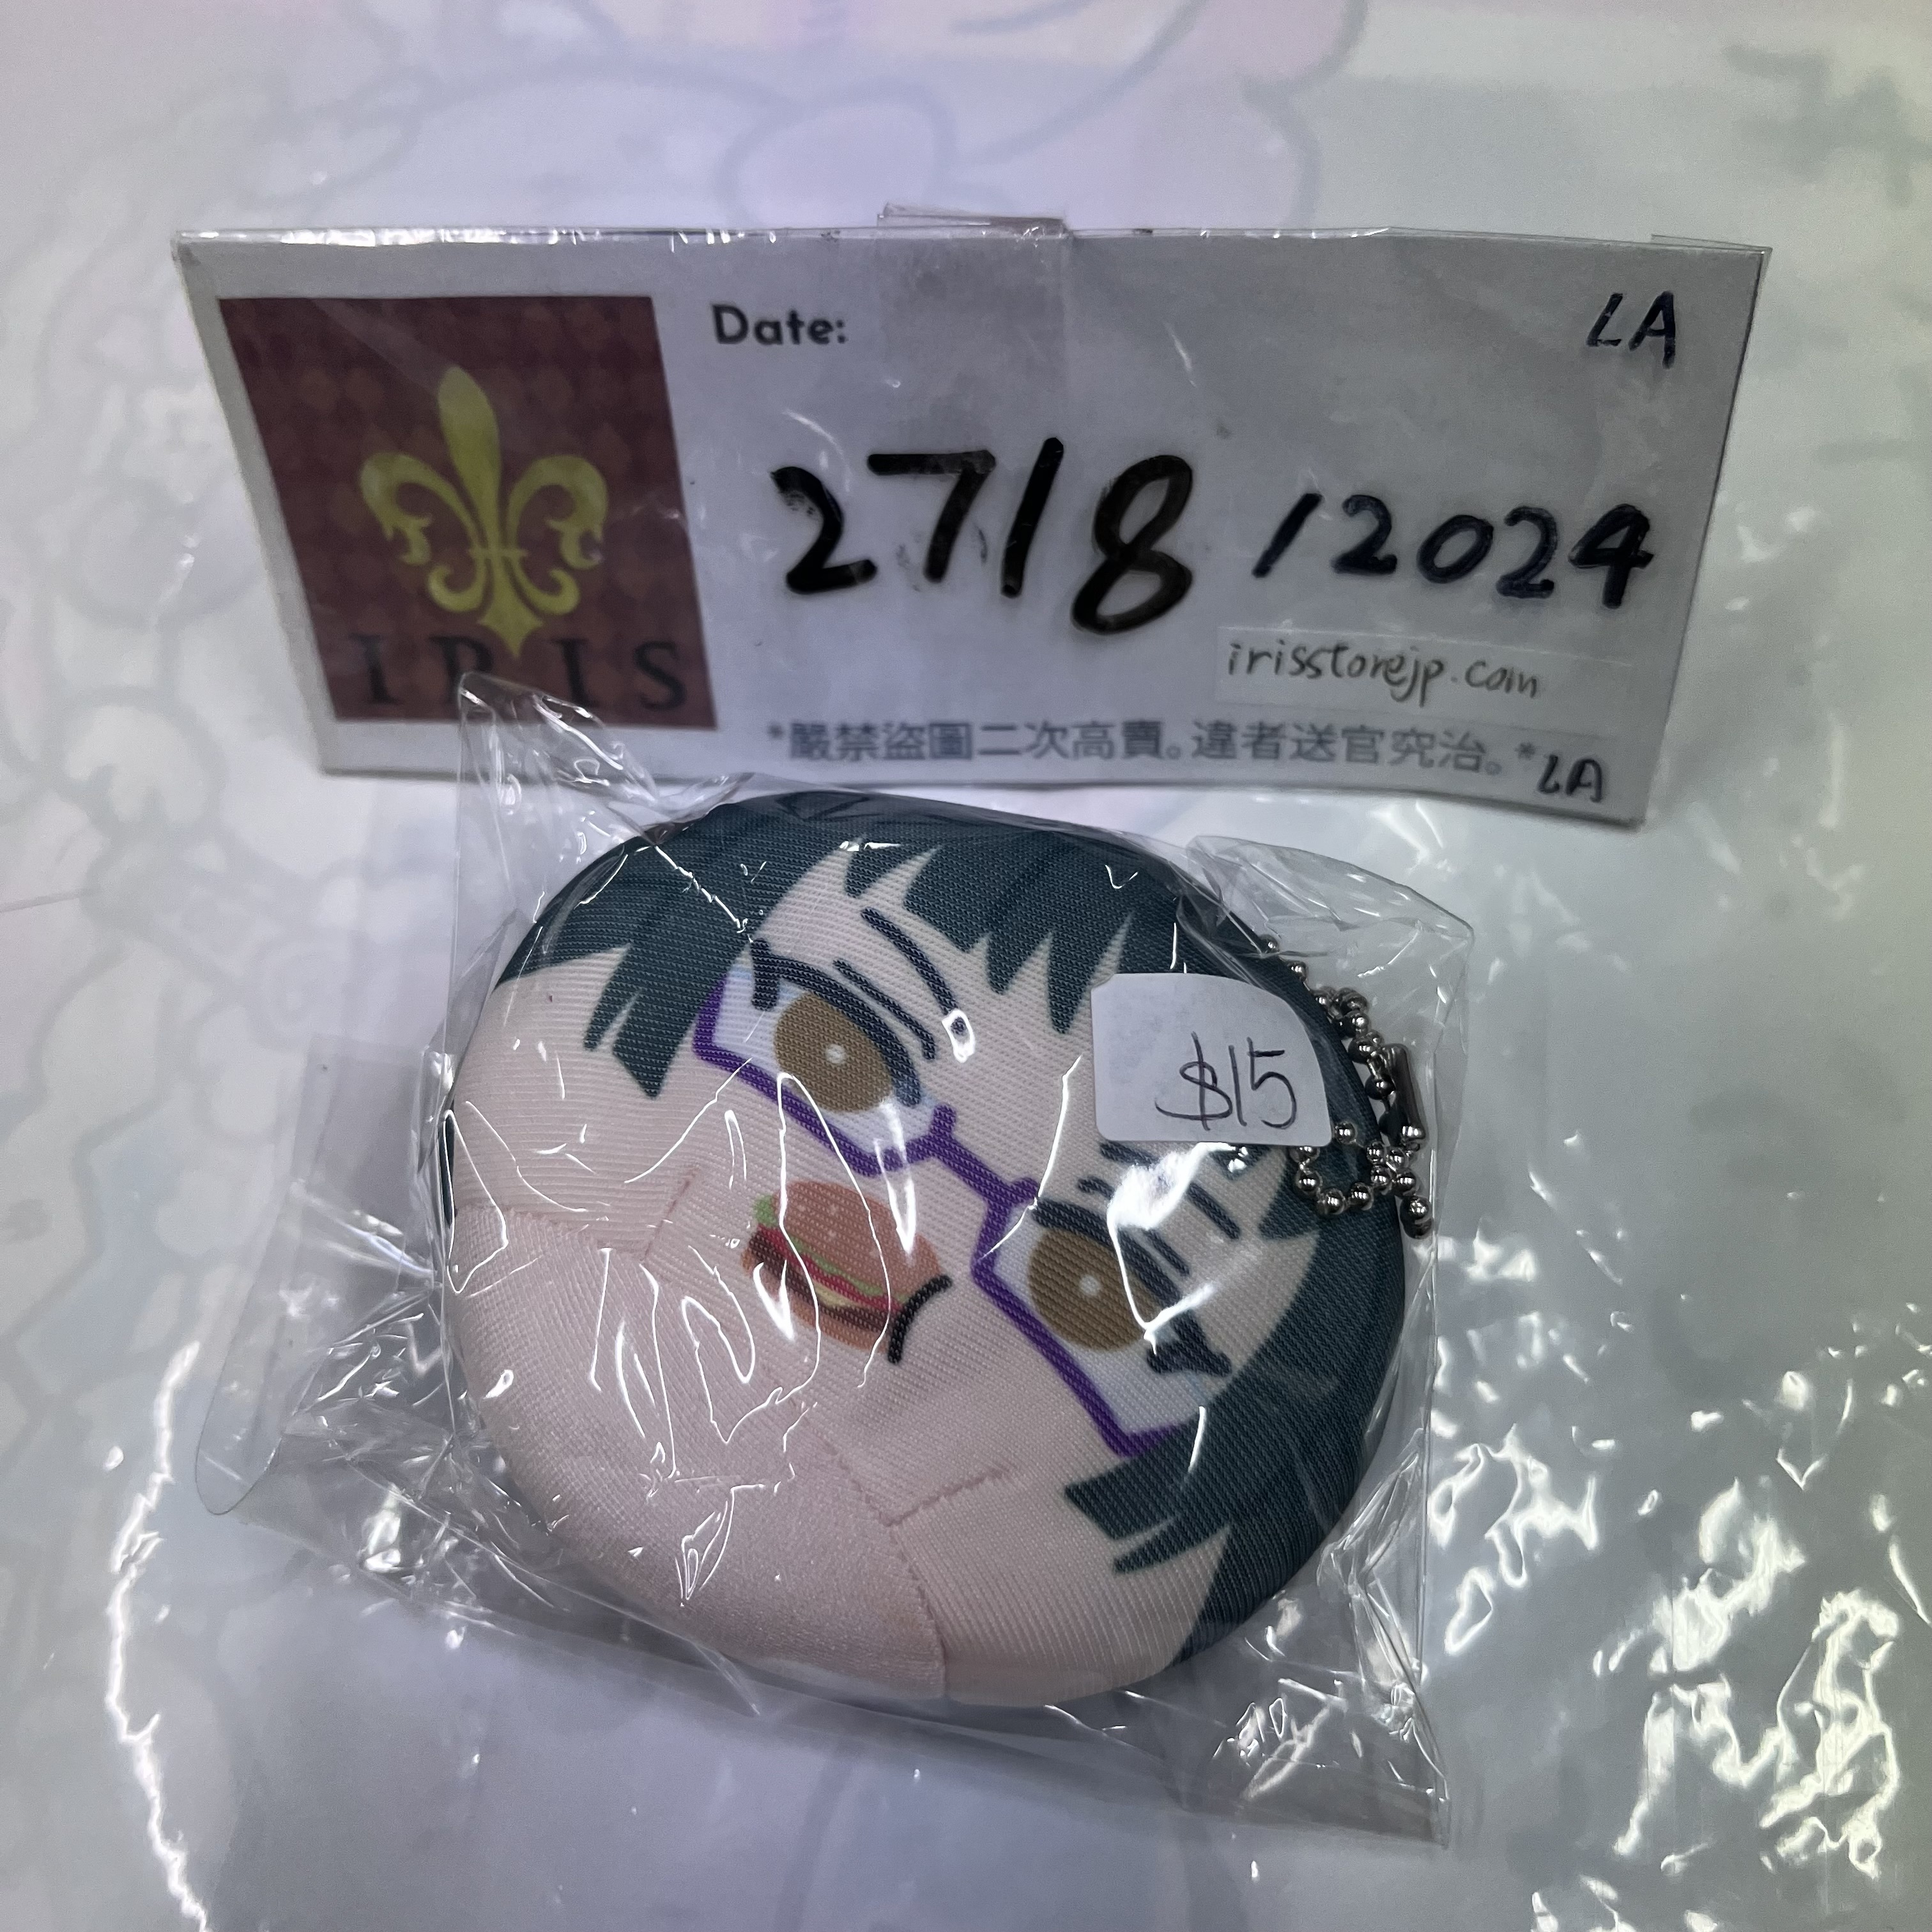 Date:
LA
27/8/2024
IRIS
irisstorejp.com
*嚴禁盜圖二次高賣。違者送官究治。*LA
$15